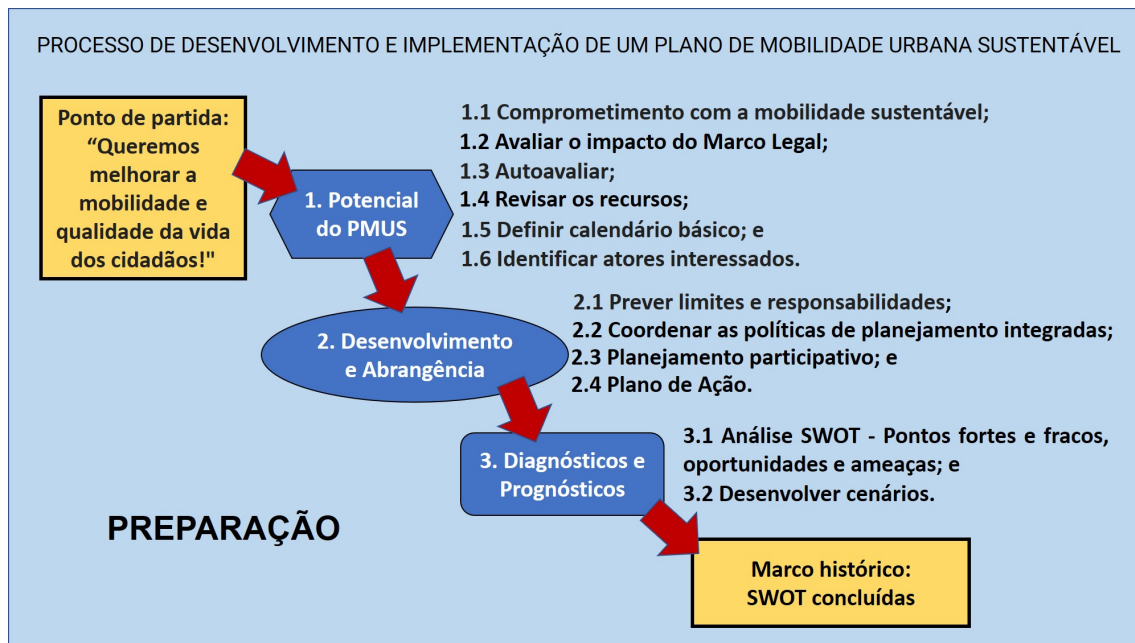 PROCESSO DE DESENVOLVIMENTO E IMPLEMENTAÇÃO DE UM PLANO DE MOBILIDADE URBANA SUSTENTÁVEL
Ponto de partida:
“Queremos
melhorar a
mobilidade e
qualidade da vida
dos cidadãos!"
1. Potencial
do PMUS
1.1 Comprometimento com a mobilidade sustentável;
1.2 Avaliar o impacto do Marco Legal;
1.3 Autoavaliar;
1.4 Revisar os recursos;
1.5 Definir calendário básico; e
1.6 Identificar atores interessados.
2. Desenvolvimento
e Abrangência
2.1 Prever limites e responsabilidades;
2.2 Coordenar as políticas de planejamento integradas;
2.3 Planejamento participativo; e
2.4 Plano de Ação.
3. Diagnósticos e
Prognósticos
3.1 Análise SWOT - Pontos fortes e fracos,
oportunidades e ameaças; e
3.2 Desenvolver cenários.
PREPARAÇÃO
Marco histórico:
SWOT concluídas